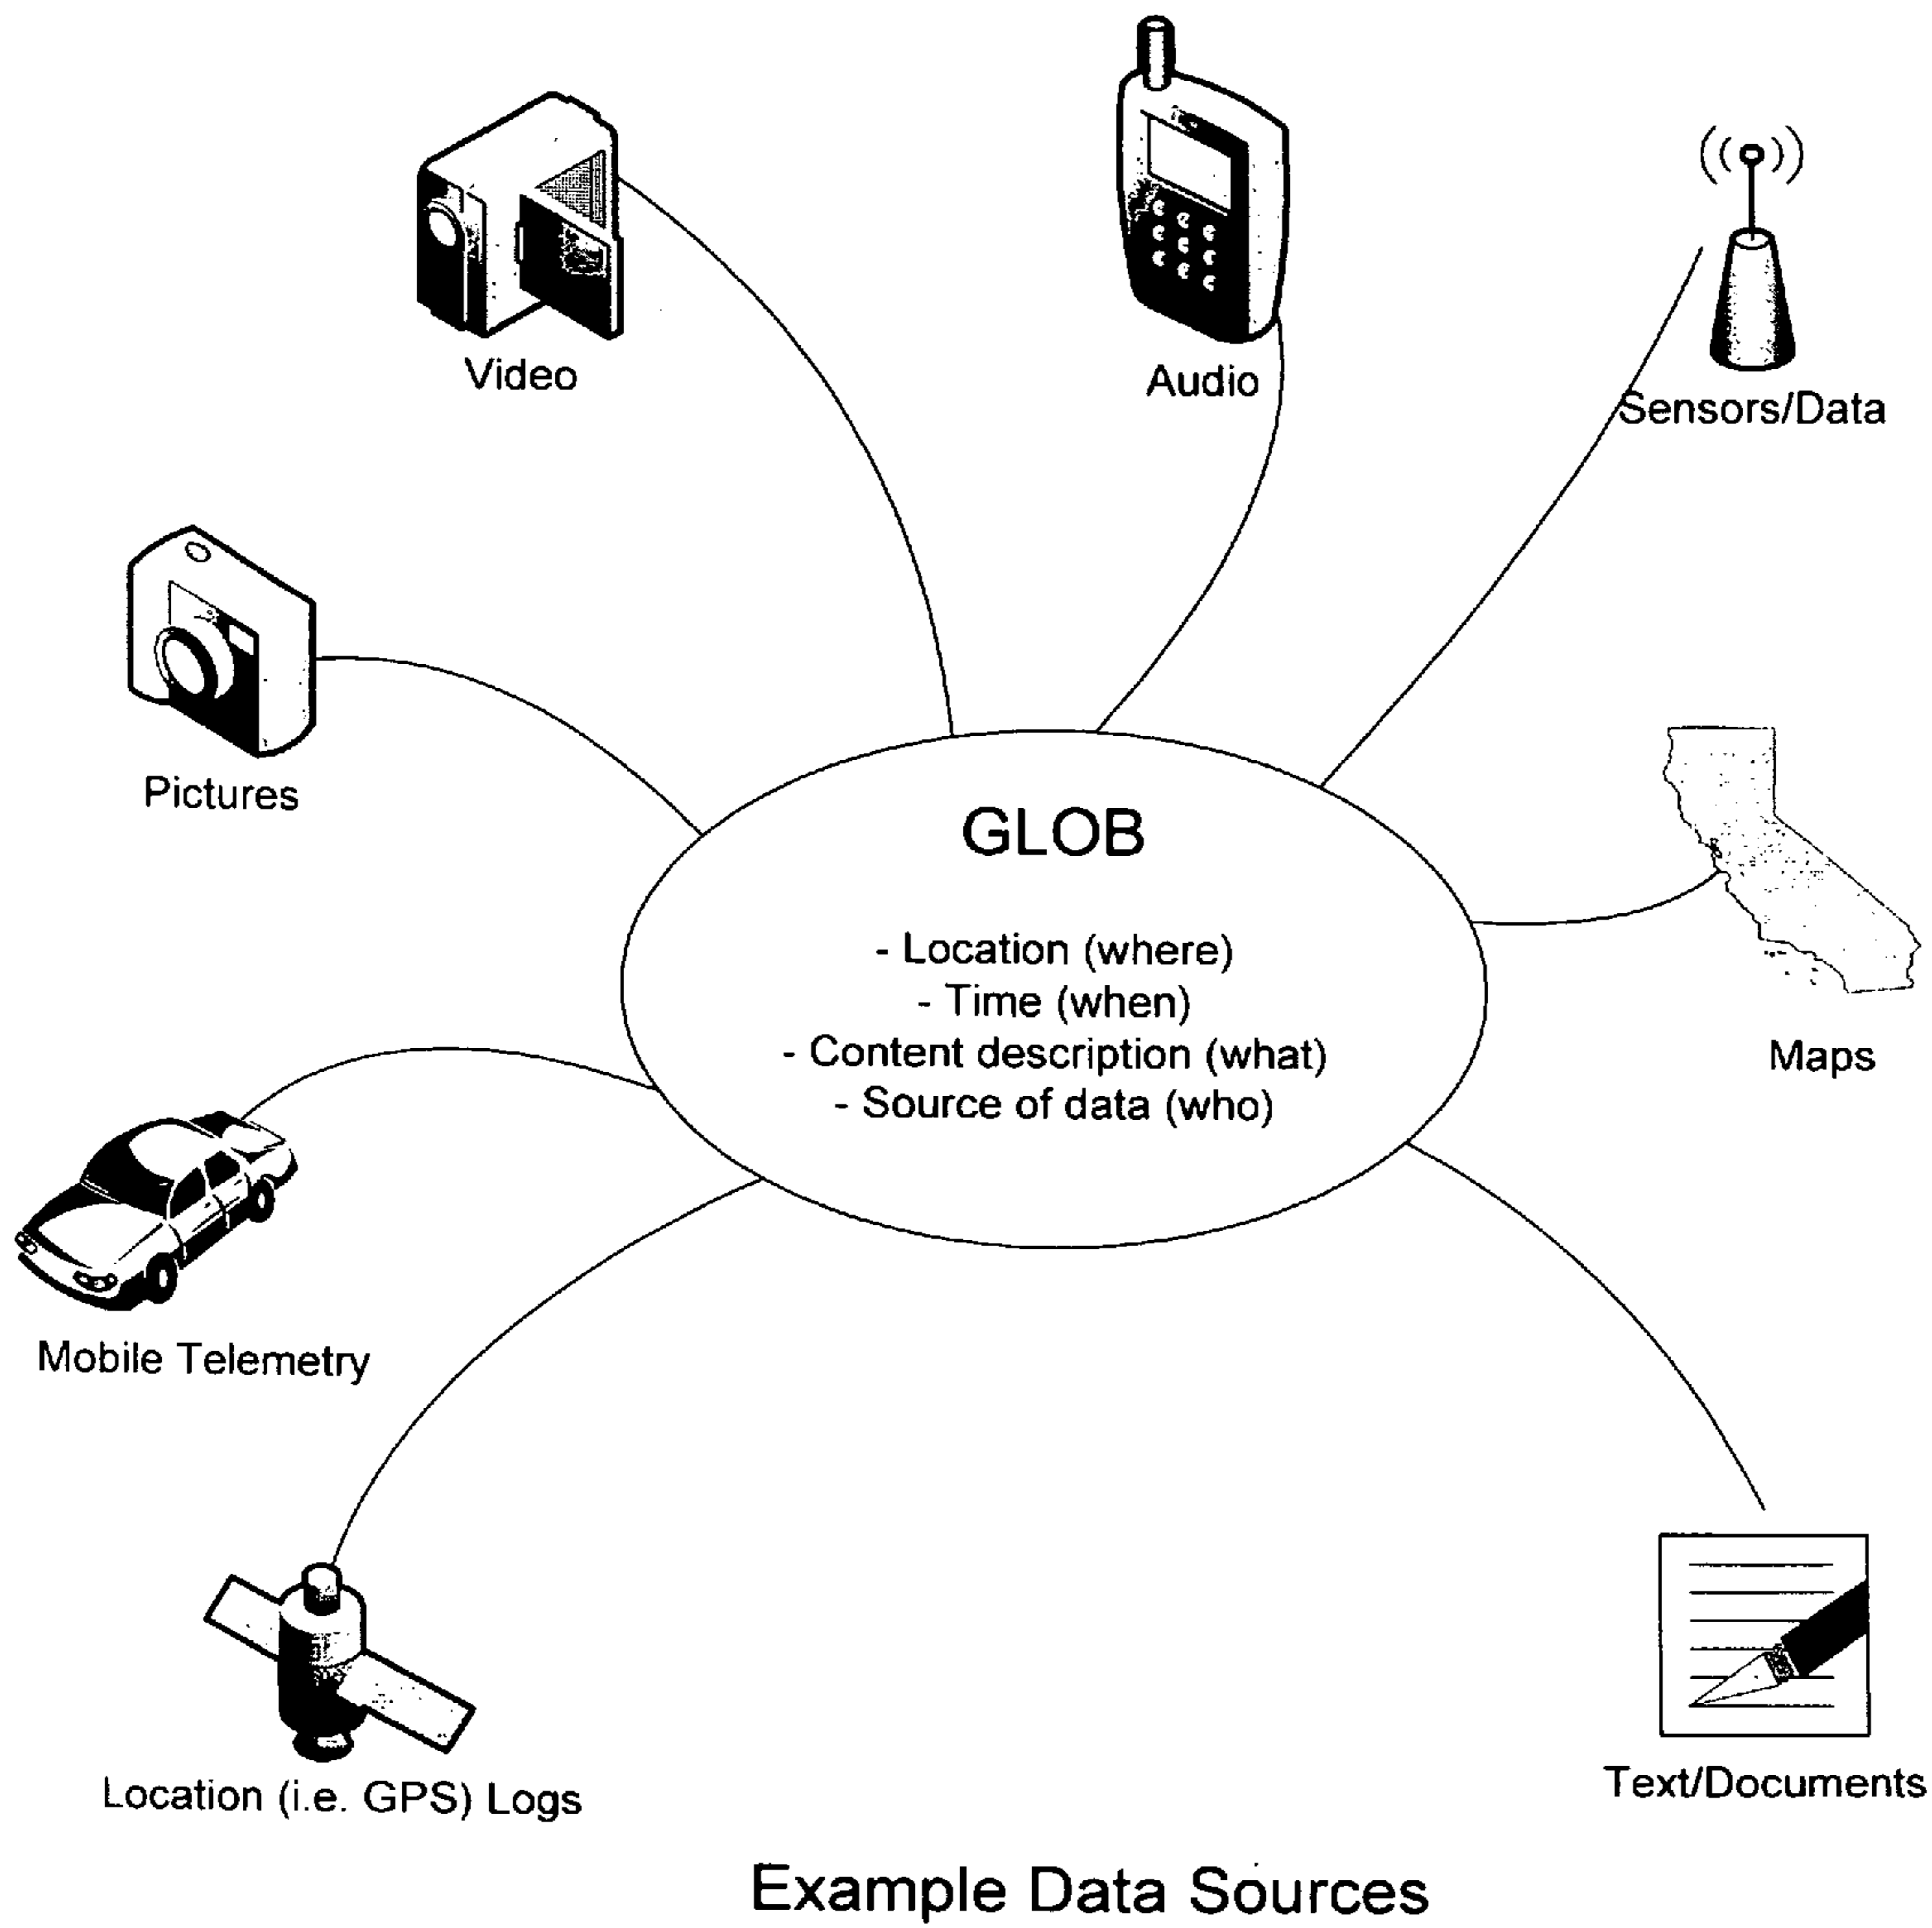 Video
Audio
Sensors/Data
Pictures
GLOB
- Location (where)
- Time (when)
- Content description (what)
- Source of data (who)
Maps
Mobile Telemetry
Location (i.e. GPS) Logs
Text/Documents
Example Data Sources